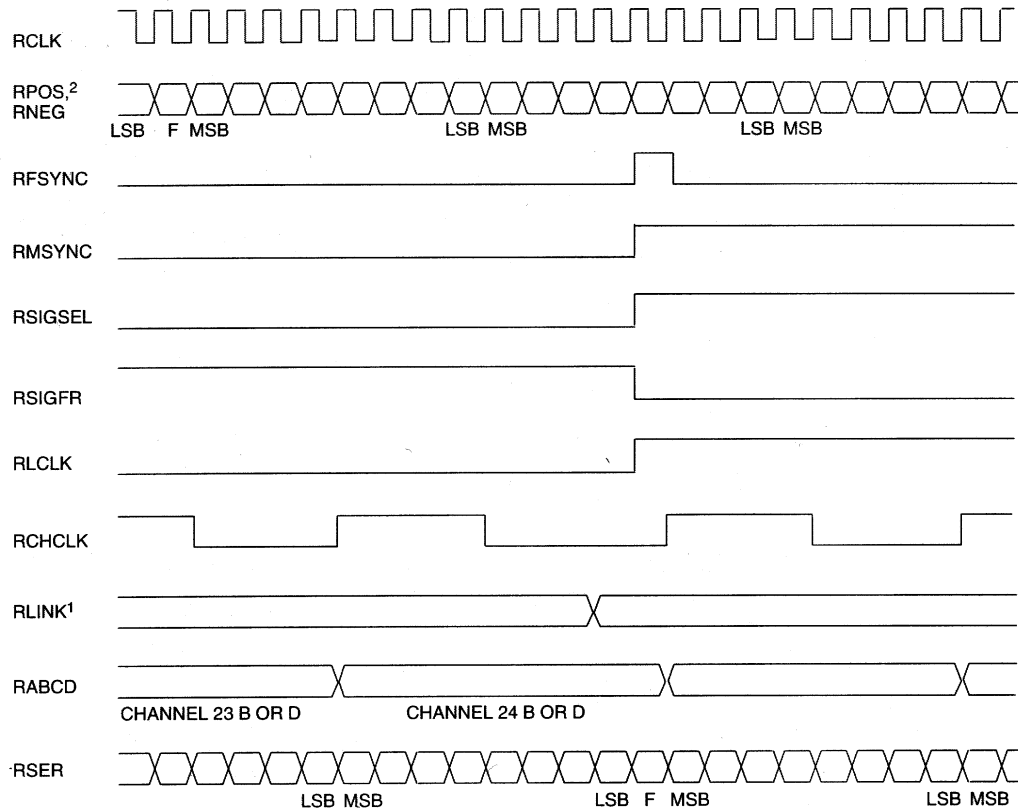 RCLK
RPOS,²
RNEG
LSB F MSB LSB MSB LSB MSB
RFSYNC
RMSYNC
RSIGSEL
RSIGFR
RLCLK
RCHCLK
RLINK¹
RABCD
CHANNEL 23 B OR D CHANNEL 24 B OR D
RSER
LSB MSB LSB F MSB LSB MSB